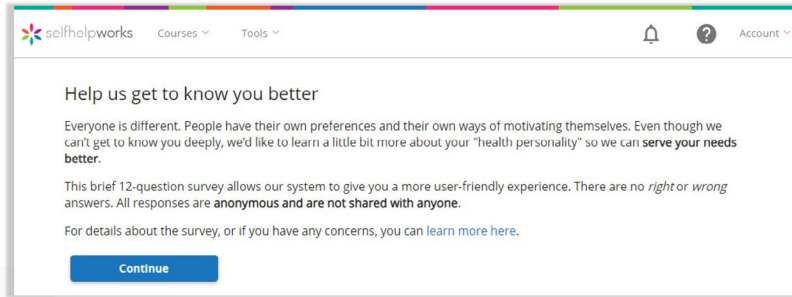 selfhelpworks Courses Tools Account
Help us get to know you better
Everyone is different. People have their own preferences and their own ways of motivating themselves. Even though we
can't get to know you deeply, we'd like to learn a little bit more about your "health personality" so we can serve your needs
better.
This brief 12-question survey allows our system to give you a more user-friendly experience. There are no right or wrong
answers. All responses are anonymous and are not shared with anyone.
For details about the survey, or if you have any concerns, you can learn more here.
Continue